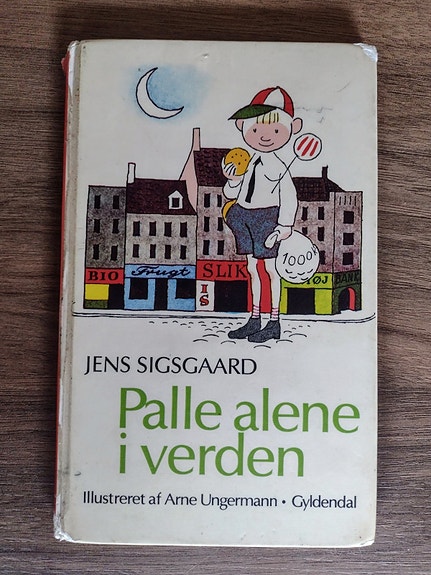 BIO
Frugt
SLIK
IS
TØJ
BANK
1000 K
JENS SIGSGAARD
Palle alene
i verden
Illustreret af Arne Ungermann • Gyldendal